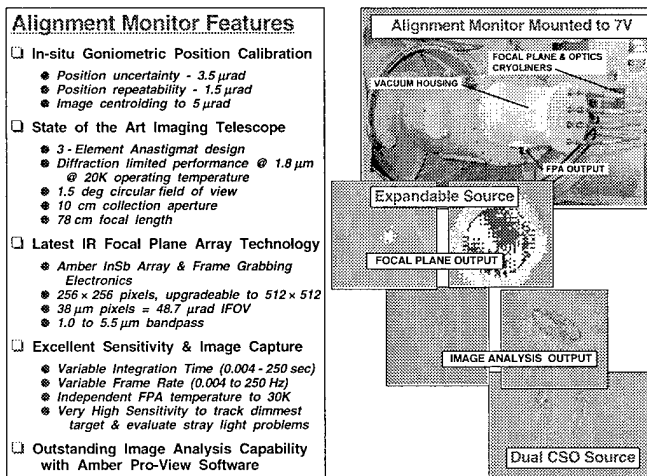 Alignment Monitor Features
In-situ Goniometric Position Calibration
Position uncertainty - 3.5 µrad
Position repeatability - 1.5 µrad
Image centroiding to 5 µrad
State of the Art Imaging Telescope
3 - Element Anastigmat design
Diffraction limited performance @ 1.8 µm
@ 20K operating temperature
1.5 deg circular field of view
10 cm collection aperture
78 cm focal length
Latest IR Focal Plane Array Technology
Amber InSb Array & Frame Grabbing
Electronics
256 × 256 pixels, upgradeable to 512 × 512
38 µm pixels = 48.7 µrad IFOV
1.0 to 5.5 µm bandpass
Excellent Sensitivity & Image Capture
Variable Integration Time (0.004 - 250 sec)
Variable Frame Rate (0.004 to 250 Hz)
Independent FPA temperature to 30K
Very High Sensitivity to track dimmest
target & evaluate stray light problems
Outstanding Image Analysis Capability
with Amber Pro-View Software
Alignment Monitor Mounted to 7V
FOCAL PLANE & OPTICS
CRYOLINERS
VACUUM HOUSING
FPA OUTPUT
Expandable Source
FOCAL PLANE OUTPUT
IMAGE ANALYSIS OUTPUT
Dual CSO Source